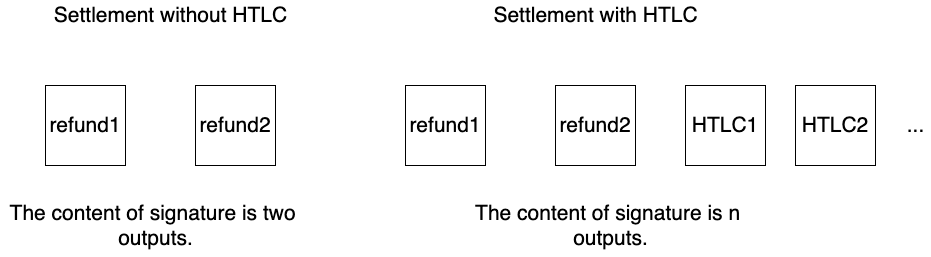 Settlement without HTLC
Settlement with HTLC
refund1
refund2
refund1
refund2
HTLC1
HTLC2
...
The content of signature is two
outputs.
The content of signature is n
outputs.